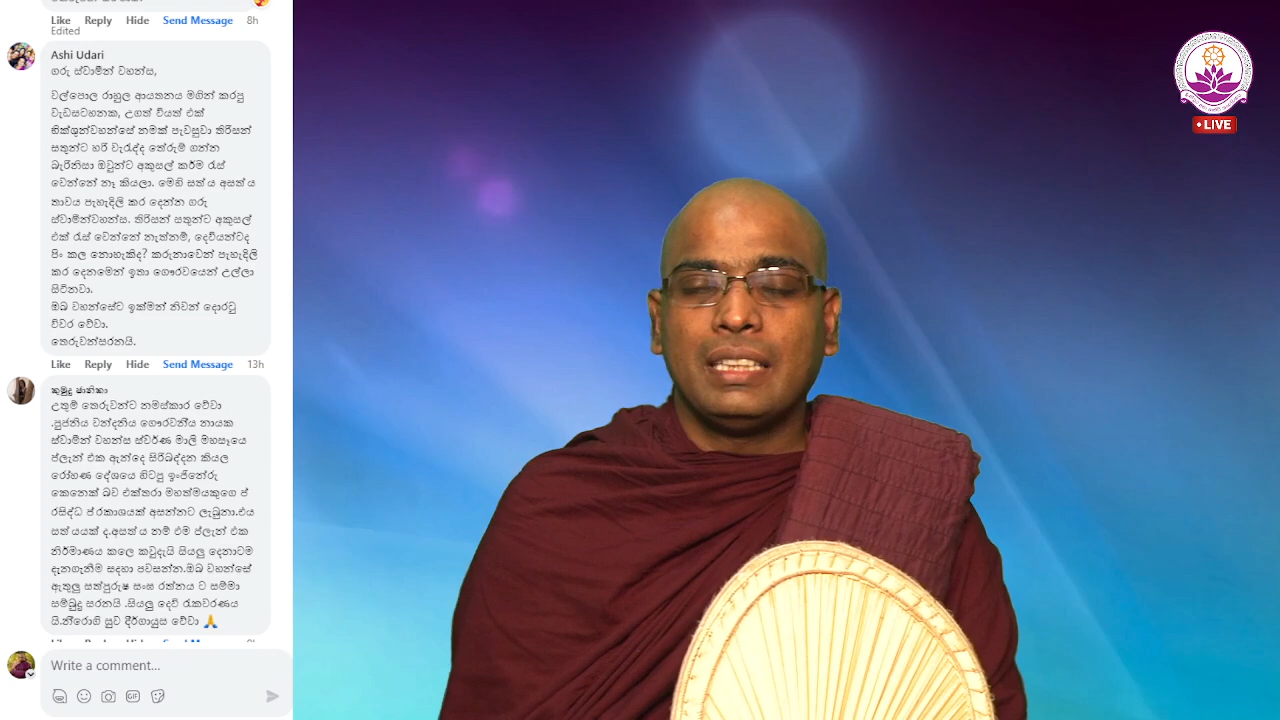 Like Reply Hide Send Message 8h
Edited
Ashi Udari
ගරු ස්වාමීන් වහන්ස,
වල්පොල රාහුල ආයතනය මගින් කරපු
වැඩසටහනක, උගත් වියත් එක්
භික්ශුන්වහන්සේ නමක් පැවසුවා තිරිසන්
සතුන්ට හරි වැරැද්ද තේරුම් ගන්න
බැරිනිසා ඔවුන්ට අකුසල් කර්ම රැස්
වෙන්නේ නෑ කියලා. මෙහි සත්‍ය අසත්‍ය
තාවය පැහැදිලි කර දෙන්න ගරු
ස්වාමීන්වහන්ස. තිරිසන් සතුන්ට අකුසල්
එක් රැස් වෙන්නේ නැත්නම්, දෙවියන්ටද
පිං කල නොහැකිද? කරුනාවෙන් පැහැදිලි
කර දෙනමෙන් ඉතා ගෞරවයෙන් උල්ලා
සිටිනවා.
ඔබ වහන්සේට ඉක්මන් නිවන් දොරටු
විවර වේවා.
තෙරුවන්සරනයි.
Like Reply Hide Send Message 13h
කුමුදු ජානිකා
උතුම් තෙරුවන්ට නමස්කාර වේවා
.පූජනිය වන්දනිය ගෞරවනීය නායක
ස්වාමින් වහන්ස ස්වර්ණ මාලි මහසෑයෙ
ප්ලෑන් එක ඇන්දෙ සිරිබද්දන කියල
රෝහණ දේශයෙ හිටපු ඉංජිනේරු
කෙනෙක් බව එක්තරා මහත්මයකුගෙ ප්
රසිද්ධ ප්රකාශයක් අසන්නට ලැබුනා.එය
සත්‍යයක් ද.අසත්‍ය නම් එම ප්ලෑන් එක
නිර්මාණය කලෙ කවුදැයි සියලු දෙනාටම
දැනගැනීම සදහා පවසන්න.ඔබ වහන්සේ
ඇතුලු සත්පුරුෂ සංඝ රත්නය ට සම්මා
සම්බුදු සරනයි .සියලු දෙවි රැකවරණය
යි.නිරොගි සුව දීර්ගායුස වේවා 🙏
Write a comment...
GIF
• LIVE